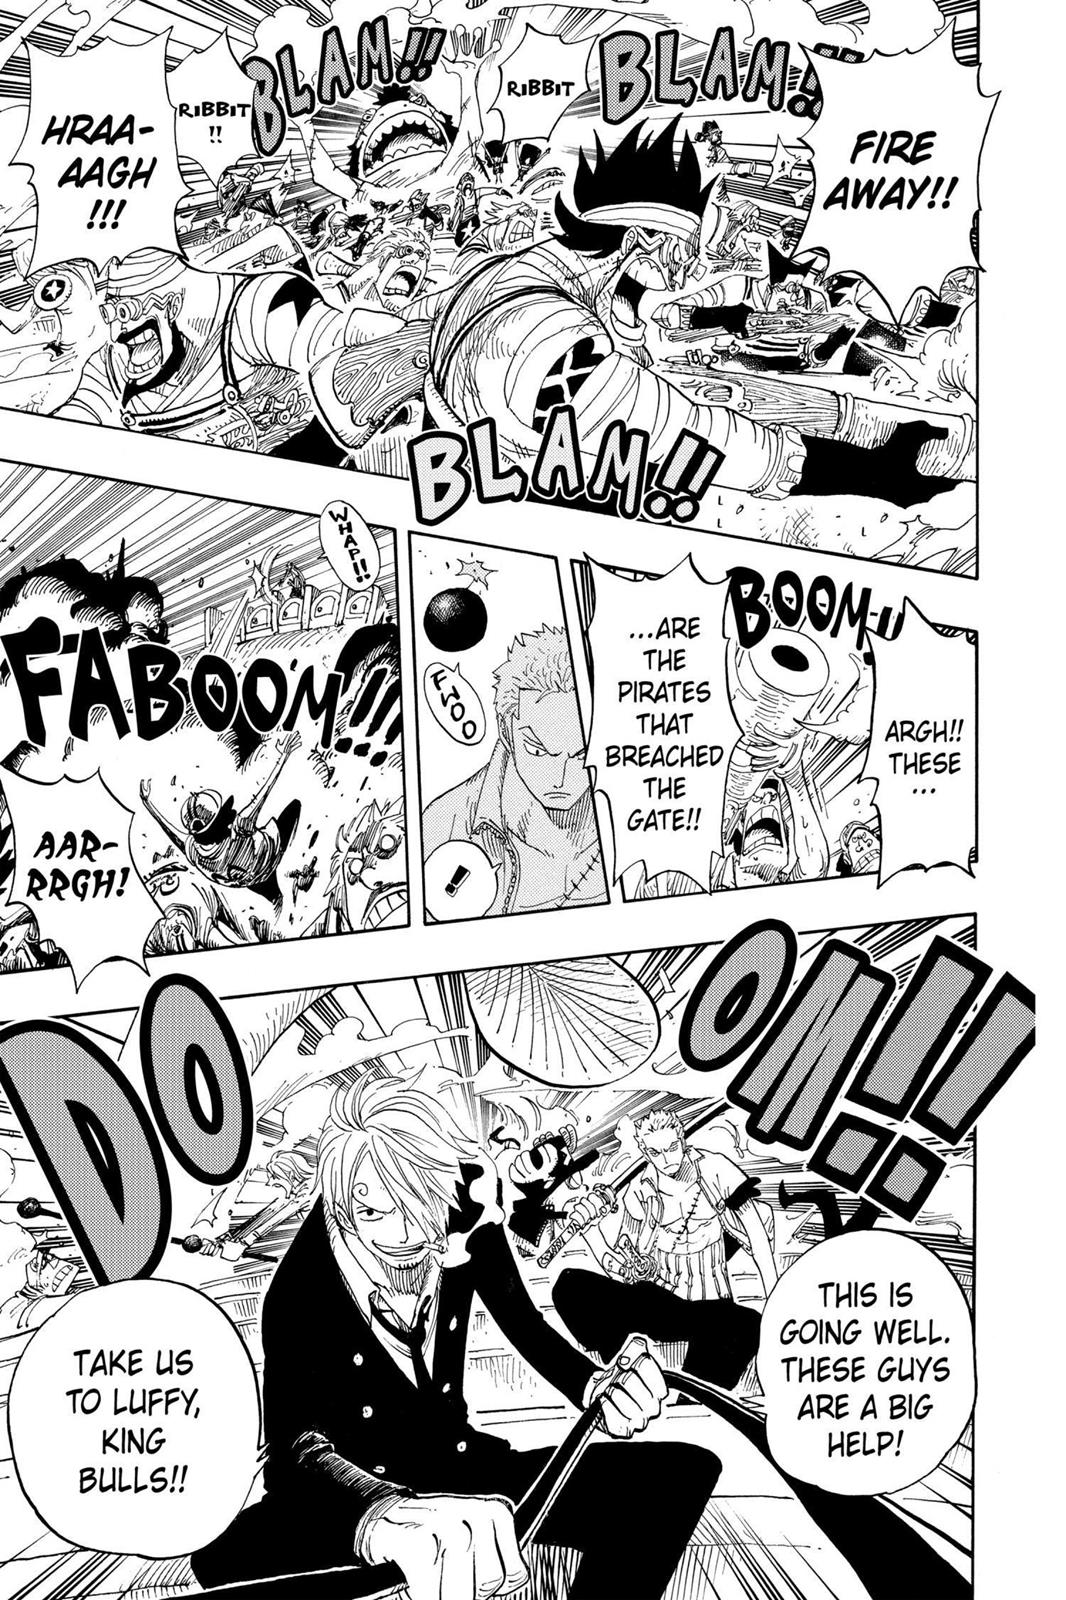 FIRE
AWAY!!
BLAM!!
RIBBIT
BLAM!!
RIBBIT
!!
HRAA-
AAGH
!!!
BLAM!!
BOOM!!
ARGH!!
THESE
...
...ARE
THE
PIRATES
THAT
BREACHED
THE
GATE!!
FWOO
!
WHAP!!
FABOOM!!!
AAR-
RRGH!
DOOM!!
THIS IS
GOING WELL.
THESE GUYS
ARE A BIG
HELP!
TAKE US
TO LUFFY,
KING
BULLS!!